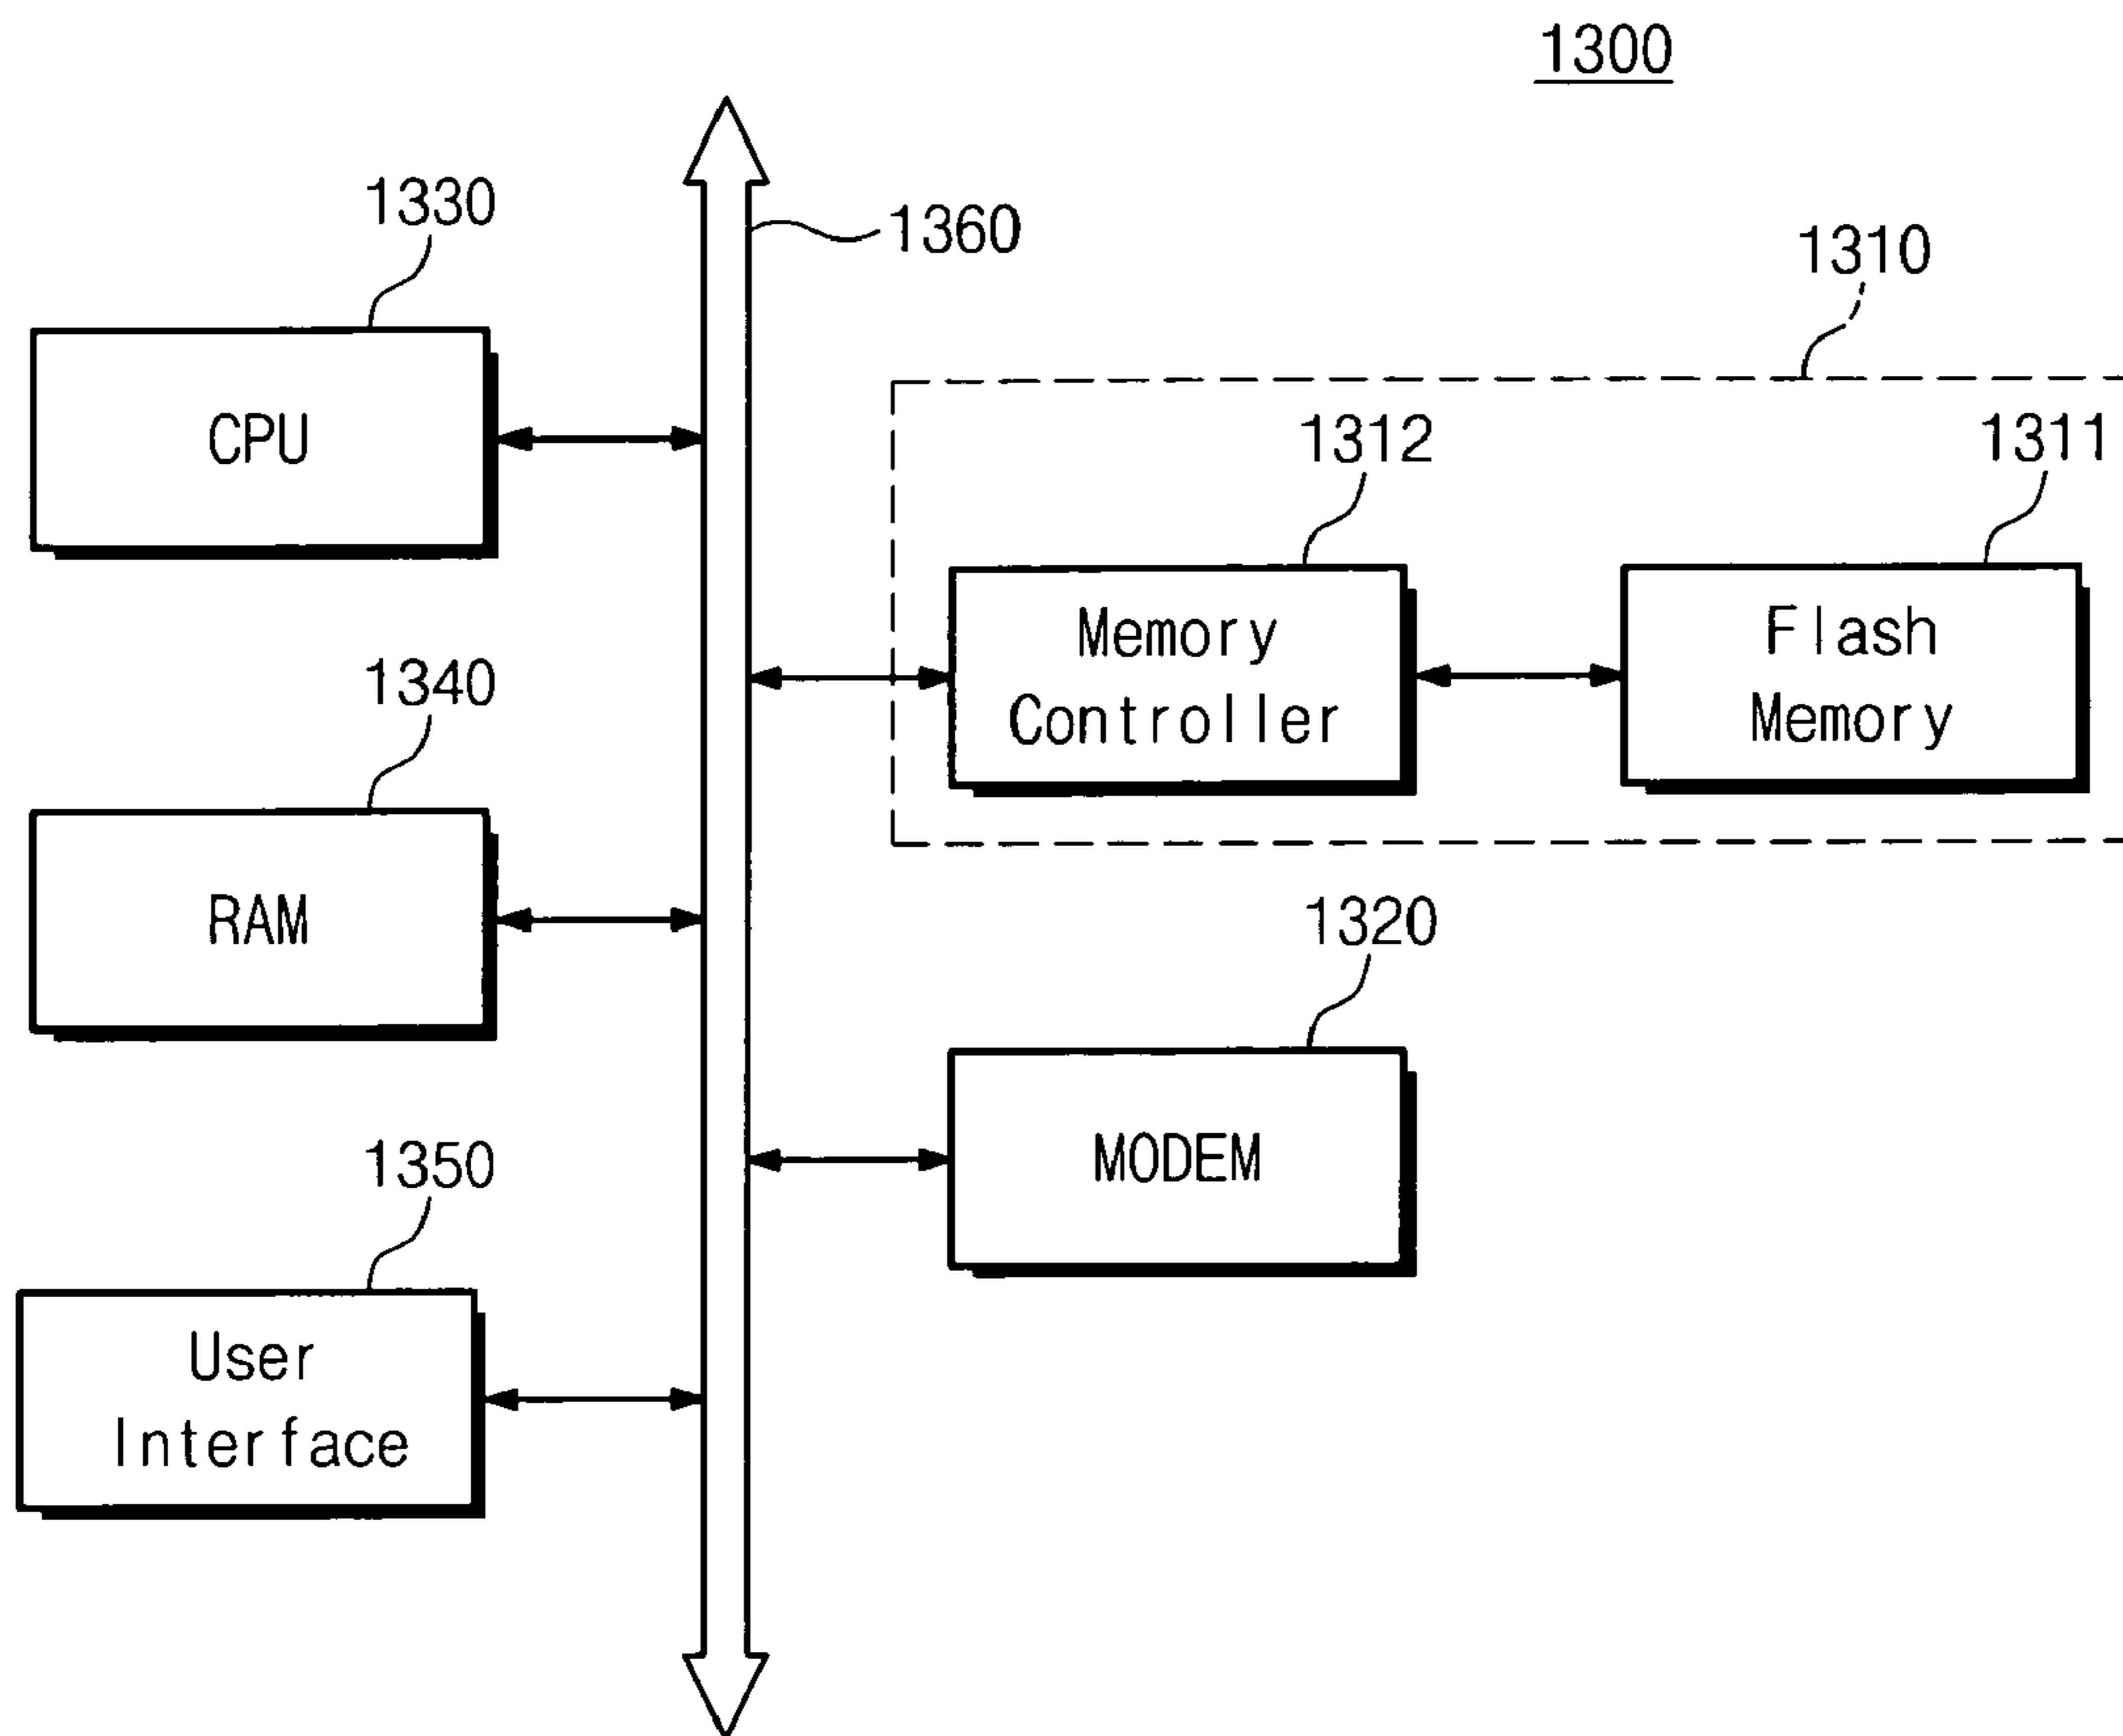 1300
1330
1360
1310
CPU
1312
1311
Memory
Controller
Flash
Memory
1340
RAM
1320
MODEM
1350
User
Interface